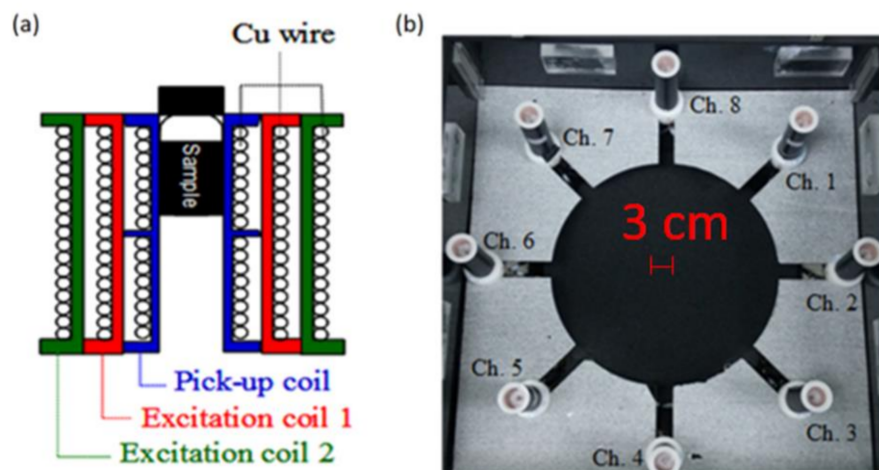 (a)
Cu wire
Sample
Pick-up coil
Excitation coil 1
Excitation coil 2
(b)
Ch. 8
Ch. 7
Ch. 1
3 cm
Ch. 6
Ch. 2
Ch. 5
Ch. 3
Ch. 4